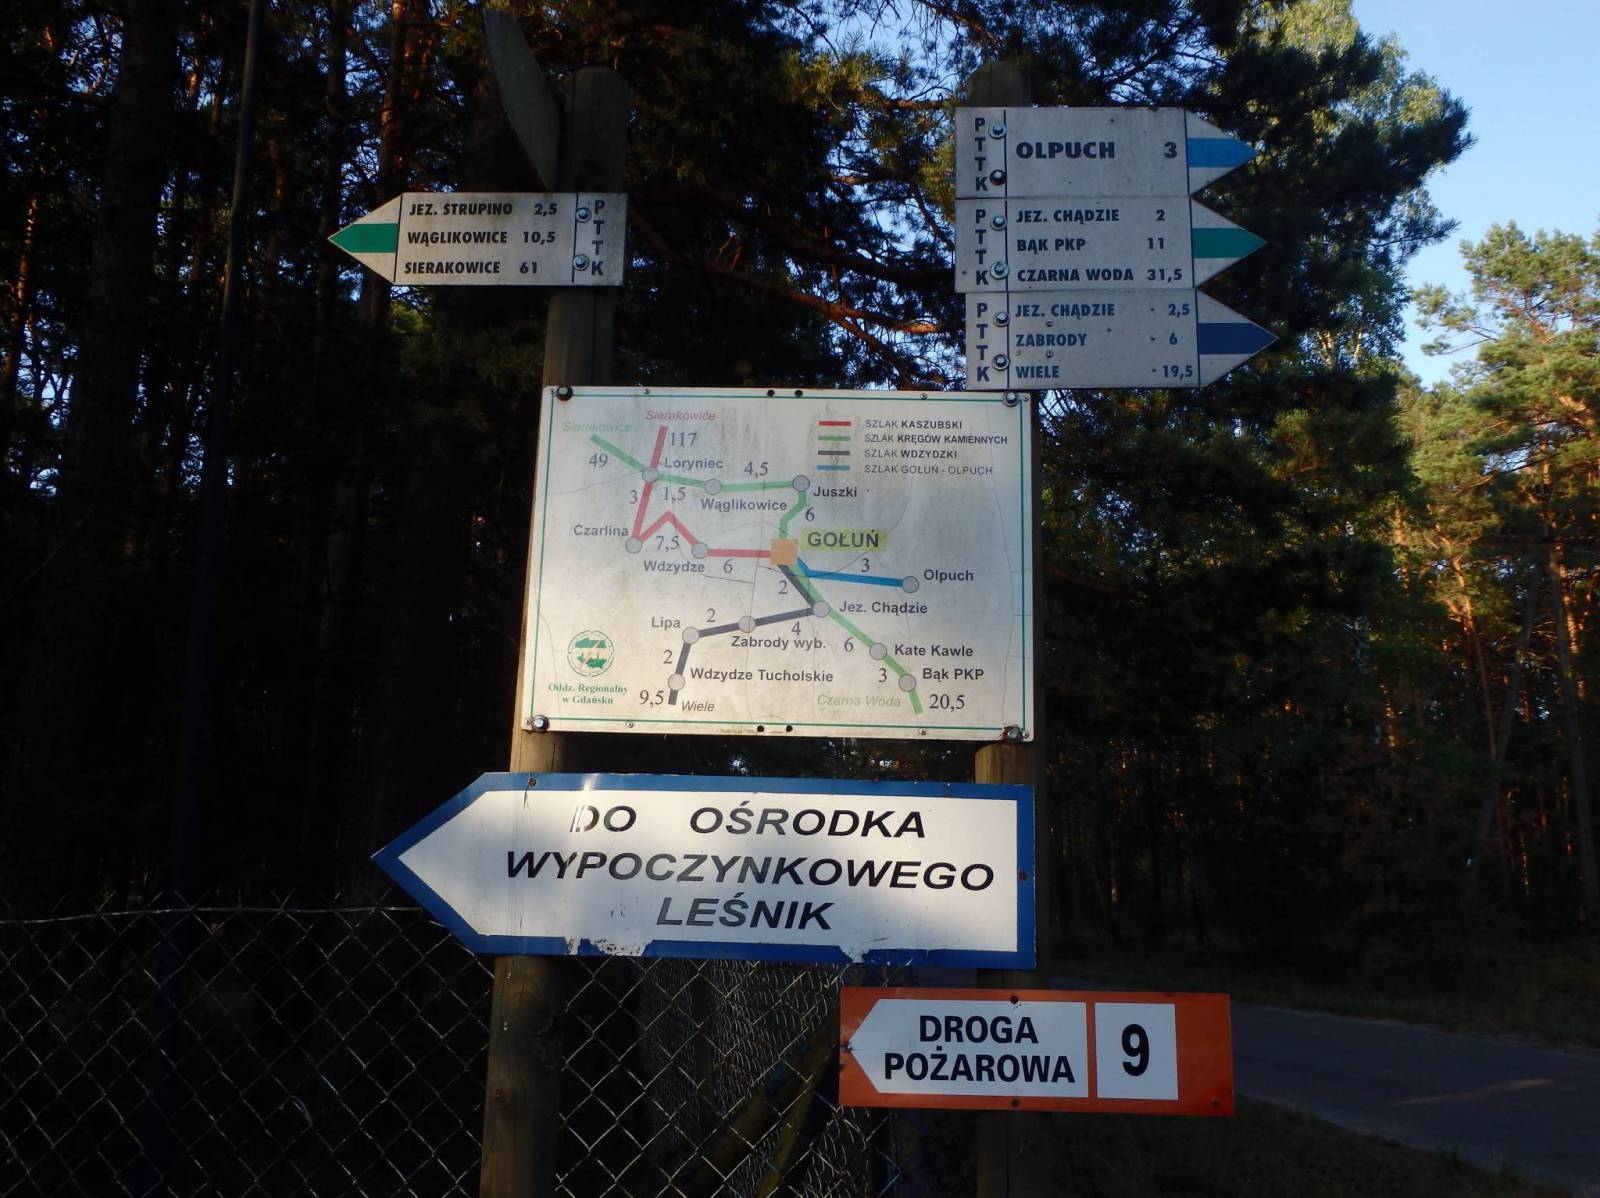 PTTK
JEZ. STRUPINO 2,5
WĄGLIKOWICE 10,5
SIERAKOWICE 61
PTTK
OLPUCH 3
PTTK
JEZ. CHĄDZIE 2
BĄK PKP 11
CZARNA WODA 31,5
PTTK
JEZ. CHĄDZIE - 2,5
ZABRODY - 6
WIELE - 19,5
SZLAK KASZUBSKI
SZLAK KRĘGÓW KAMIENNYCH
SZLAK WDZYDZKI
SZLAK GOŁUŃ - OLPUCH
Sierakowice
Sierakowice
117
49
Loryniec
4,5
3
1,5
Wąglikowice
Juszki
6
Czarlina
7,5
Wdzydze
6
GOŁUŃ
3
Olpuch
2
Jez. Chądzie
Lipa
2
Zabrody wyb.
4
6
Kate Kawle
2
Wdzydze Tucholskie
3
Bąk PKP
9,5
Wiele
Czarna Woda
20,5
Oddz. Regionalny
w Gdańsku
DO OŚRODKA
WYPOCZYNKOWEGO
LEŚNIK
DROGA
POŻAROWA
9